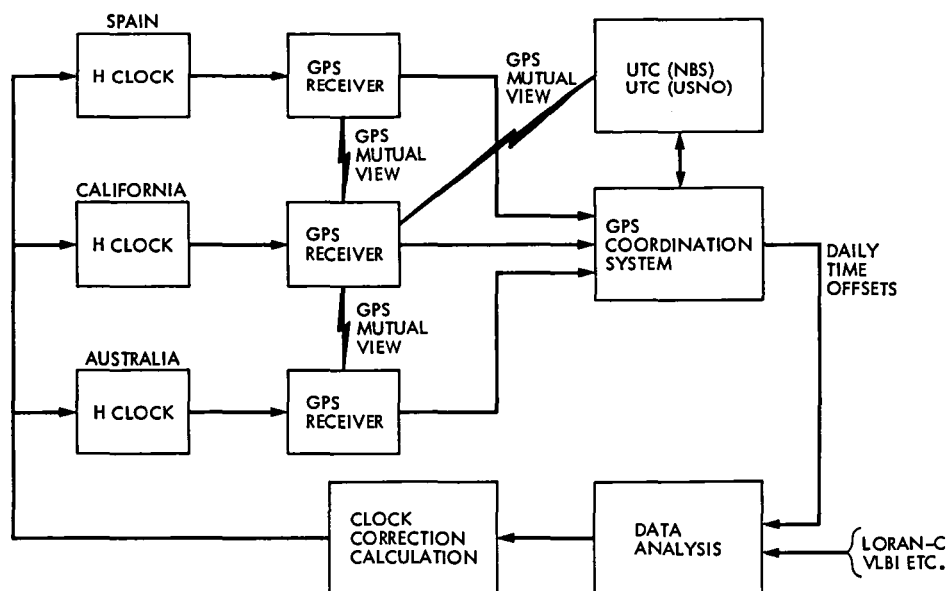 SPAIN
H CLOCK
GPS
RECEIVER
GPS
MUTUAL
VIEW
UTC (NBS)
UTC (USNO)
GPS
MUTUAL
VIEW
CALIFORNIA
H CLOCK
GPS
RECEIVER
GPS
COORDINATION
SYSTEM
DAILY
TIME
OFFSETS
GPS
MUTUAL
VIEW
AUSTRALIA
H CLOCK
GPS
RECEIVER
CLOCK
CORRECTION
CALCULATION
DATA
ANALYSIS
LORAN-C
VLBI ETC.